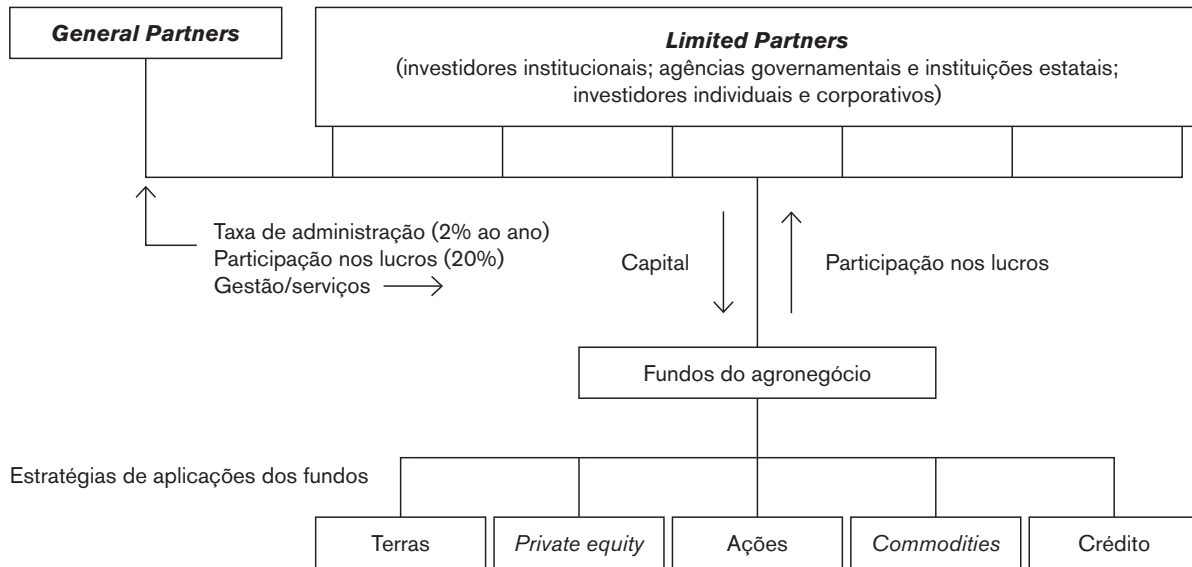 General Partners
Limited Partners
(investidores institucionais; agências governamentais e instituições estatais;
investidores individuais e corporativos)
Taxa de administração (2% ao ano)
Participação nos lucros (20%)
Gestão/serviços
Capital
Participação nos lucros
Fundos do agronegócio
Estratégias de aplicações dos fundos
Terras
Private equity
Ações
Commodities
Crédito